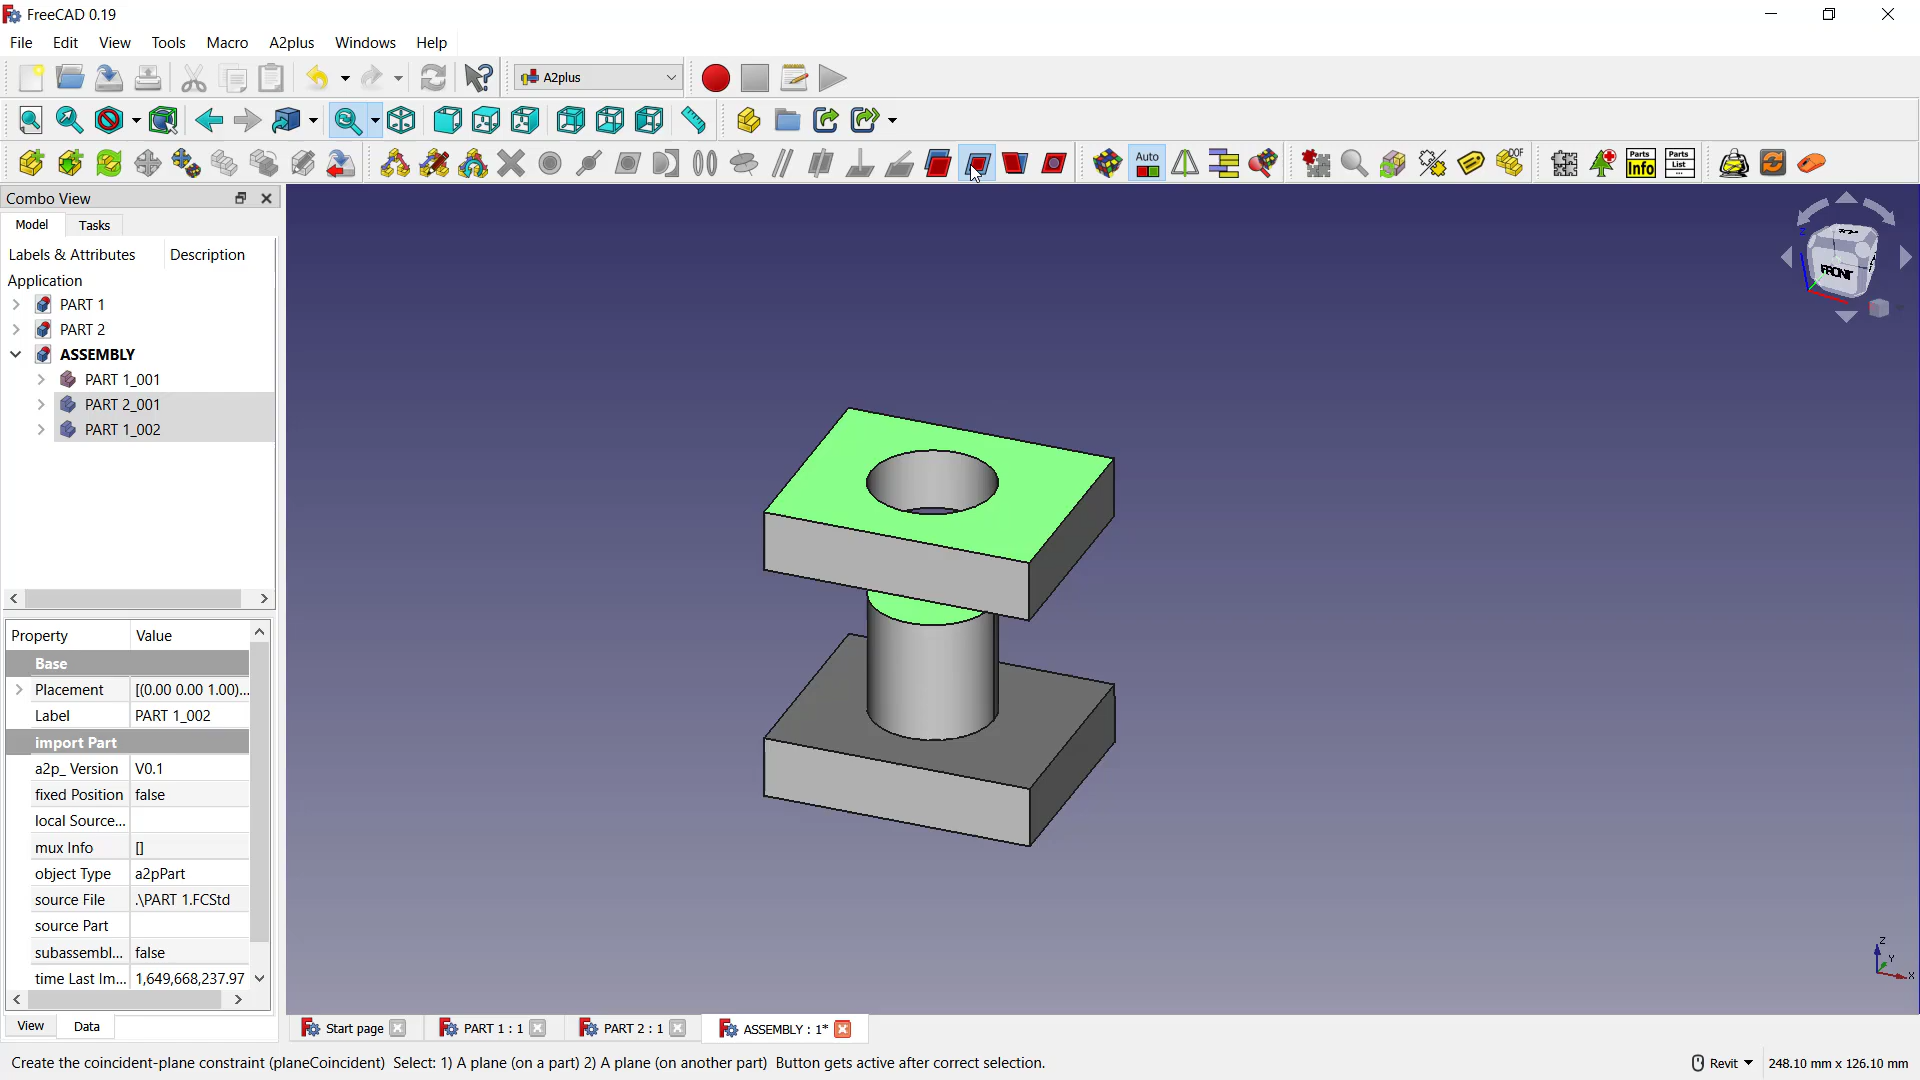 FreeCAD 0.19
File Edit View Tools Macro A2plus Windows Help
A2plus
Auto DOF Parts Info Parts List
Combo View
Model Tasks
Labels & Attributes Description
Application
PART 1
PART 2
ASSEMBLY
PART 1_001
PART 2_001
PART 1_002
Property Value
Base
Placement [(0.00 0.00 1.00)...
Label PART 1_002
import Part
a2p_ Version V0.1
fixed Position false
local Source...
mux Info []
object Type a2pPart
source File .\PART 1.FCStd
source Part
subassembl... false
time Last Im... 1,649,668,237.97
View Data
FRONT
Z
Y
X
Start page PART 1 : 1 PART 2 : 1 ASSEMBLY : 1*
Create the coincident-plane constraint (planeCoincident) Select: 1) A plane (on a part) 2) A plane (on another part) Button gets active after correct selection. Revit 248.10 mm x 126.10 mm